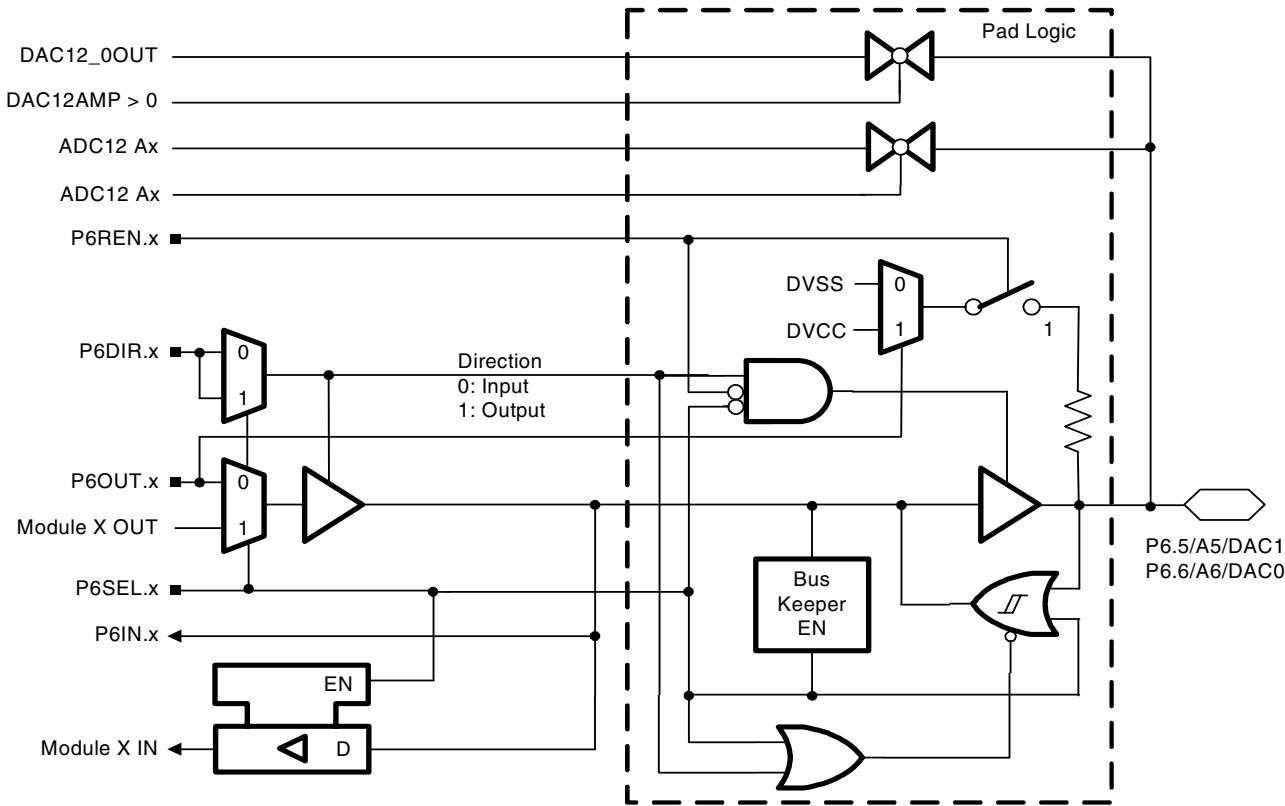 Pad Logic
DAC12_0OUT
DAC12AMP > 0
ADC12 Ax
ADC12 Ax
P6REN.x
DVSS
0
DVCC
1
1
P6DIR.x
0
1
Direction
0: Input
1: Output
P6OUT.x
0
Module X OUT
1
P6.5/A5/DAC1
P6.6/A6/DAC0
P6SEL.x
Bus
Keeper
EN
P6IN.x
EN
Module X IN
D